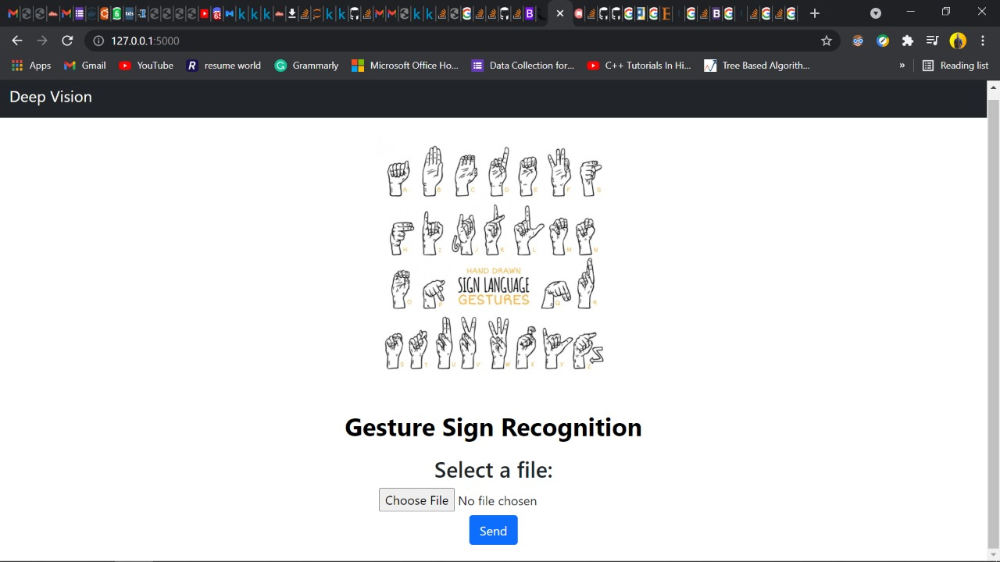 127.0.0.1:5000
Apps Gmail YouTube resume world Grammarly Microsoft Office Ho... Data Collection for... C++ Tutorials In Hi... Tree Based Algorith... » Reading list
Deep Vision
A B C D E F G
H I J K L M N
HAND DRAWN
SIGN LANGUAGE
GESTURES
O P Q R
S T U V W X Y Z
Gesture Sign Recognition
Select a file:
Choose File No file chosen
Send